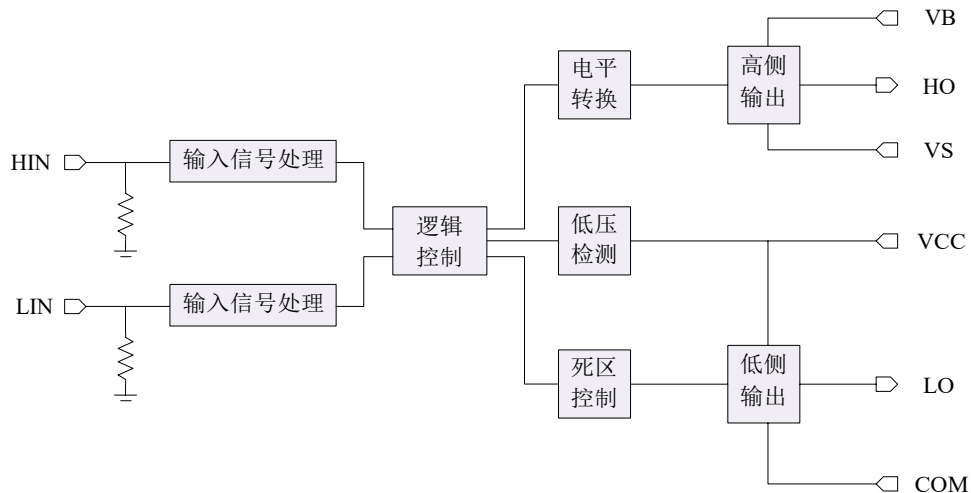 VB
电平
转换
高侧
输出
HO
VS
HIN
输入信号处理
逻辑
控制
低压
检测
VCC
LIN
输入信号处理
死区
控制
低侧
输出
LO
COM